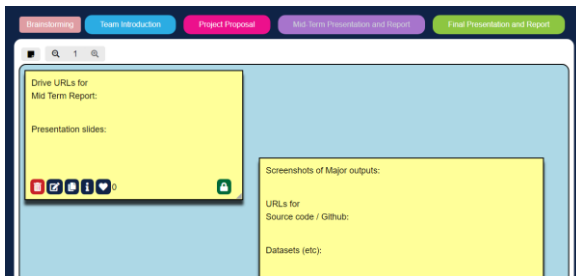 Brainstorming
Team Introduction
Project Proposal
Mid-Term Presentation and Report
Final Presentation and Report
1
Drive URLs for
Mid Term Report:
Presentation slides:
0
Screenshots of Major outputs:
URLs for
Source code / Github:
Datasets (etc):